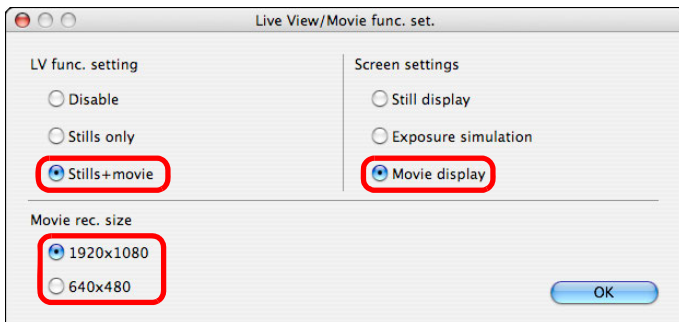 Live View/Movie func. set.
LV func. setting
Disable
Stills only
Stills+movie
Screen settings
Still display
Exposure simulation
Movie display
Movie rec. size
1920x1080
640x480
OK